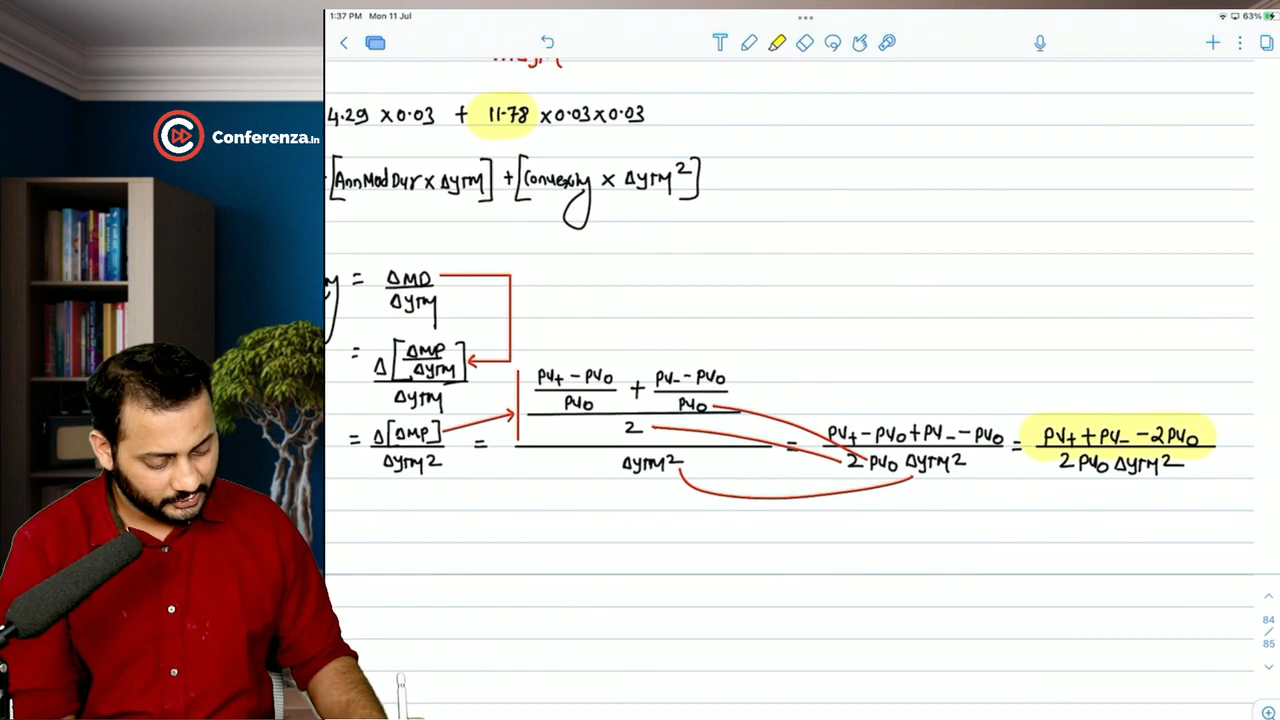 1:37 PM Mon 11 Jul
63%
Conferenza.in
4.29 × 0.03 + 11.78 × 0.03 × 0.03
[AnnModDur × Δytm] + [Convexity × Δytm²]
= ΔMD / Δytm
= Δ[ΔMP / Δytm] / Δytm
= Δ[ΔMP] / Δytm² = (PV₊ − PV₀ / PV₀ + PV₋ − PV₀ / PV₀) / 2 / Δytm² = PV₊ − PV₀ + PV₋ − PV₀ / 2 PV₀ Δytm² = PV₊ + PV₋ − 2PV₀ / 2 PV₀ Δytm²
84
/
85